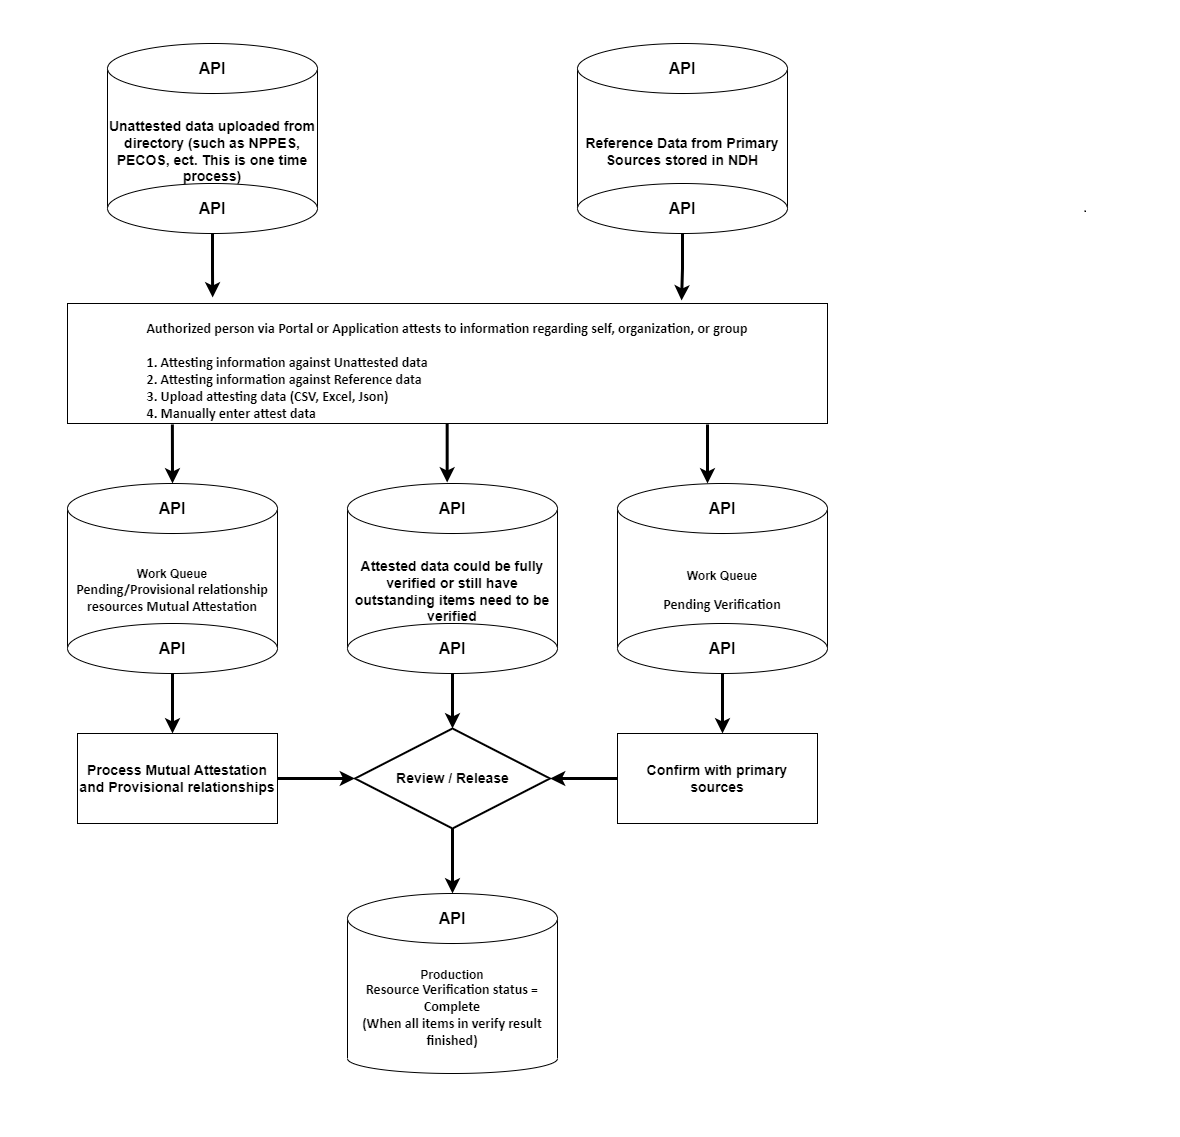 API
Unattested data uploaded from
directory (such as NPPES,
PECOS, ect. This is one time
process)
API
API
Reference Data from Primary
Sources stored in NDH
API
.
Authorized person via Portal or Application attests to information regarding self, organization, or group
1. Attesting information against Unattested data
2. Attesting information against Reference data
3. Upload attesting data (CSV, Excel, Json)
4. Manually enter attest data
API
Work Queue
Pending/Provisional relationship
resources Mutual Attestation
API
API
Attested data could be fully
verified or still have
outstanding items need to be
verified
API
API
Work Queue
Pending Verification
API
Process Mutual Attestation
and Provisional relationships
Review / Release
Confirm with primary
sources
API
Production
Resource Verification status =
Complete
(When all items in verify result
finished)